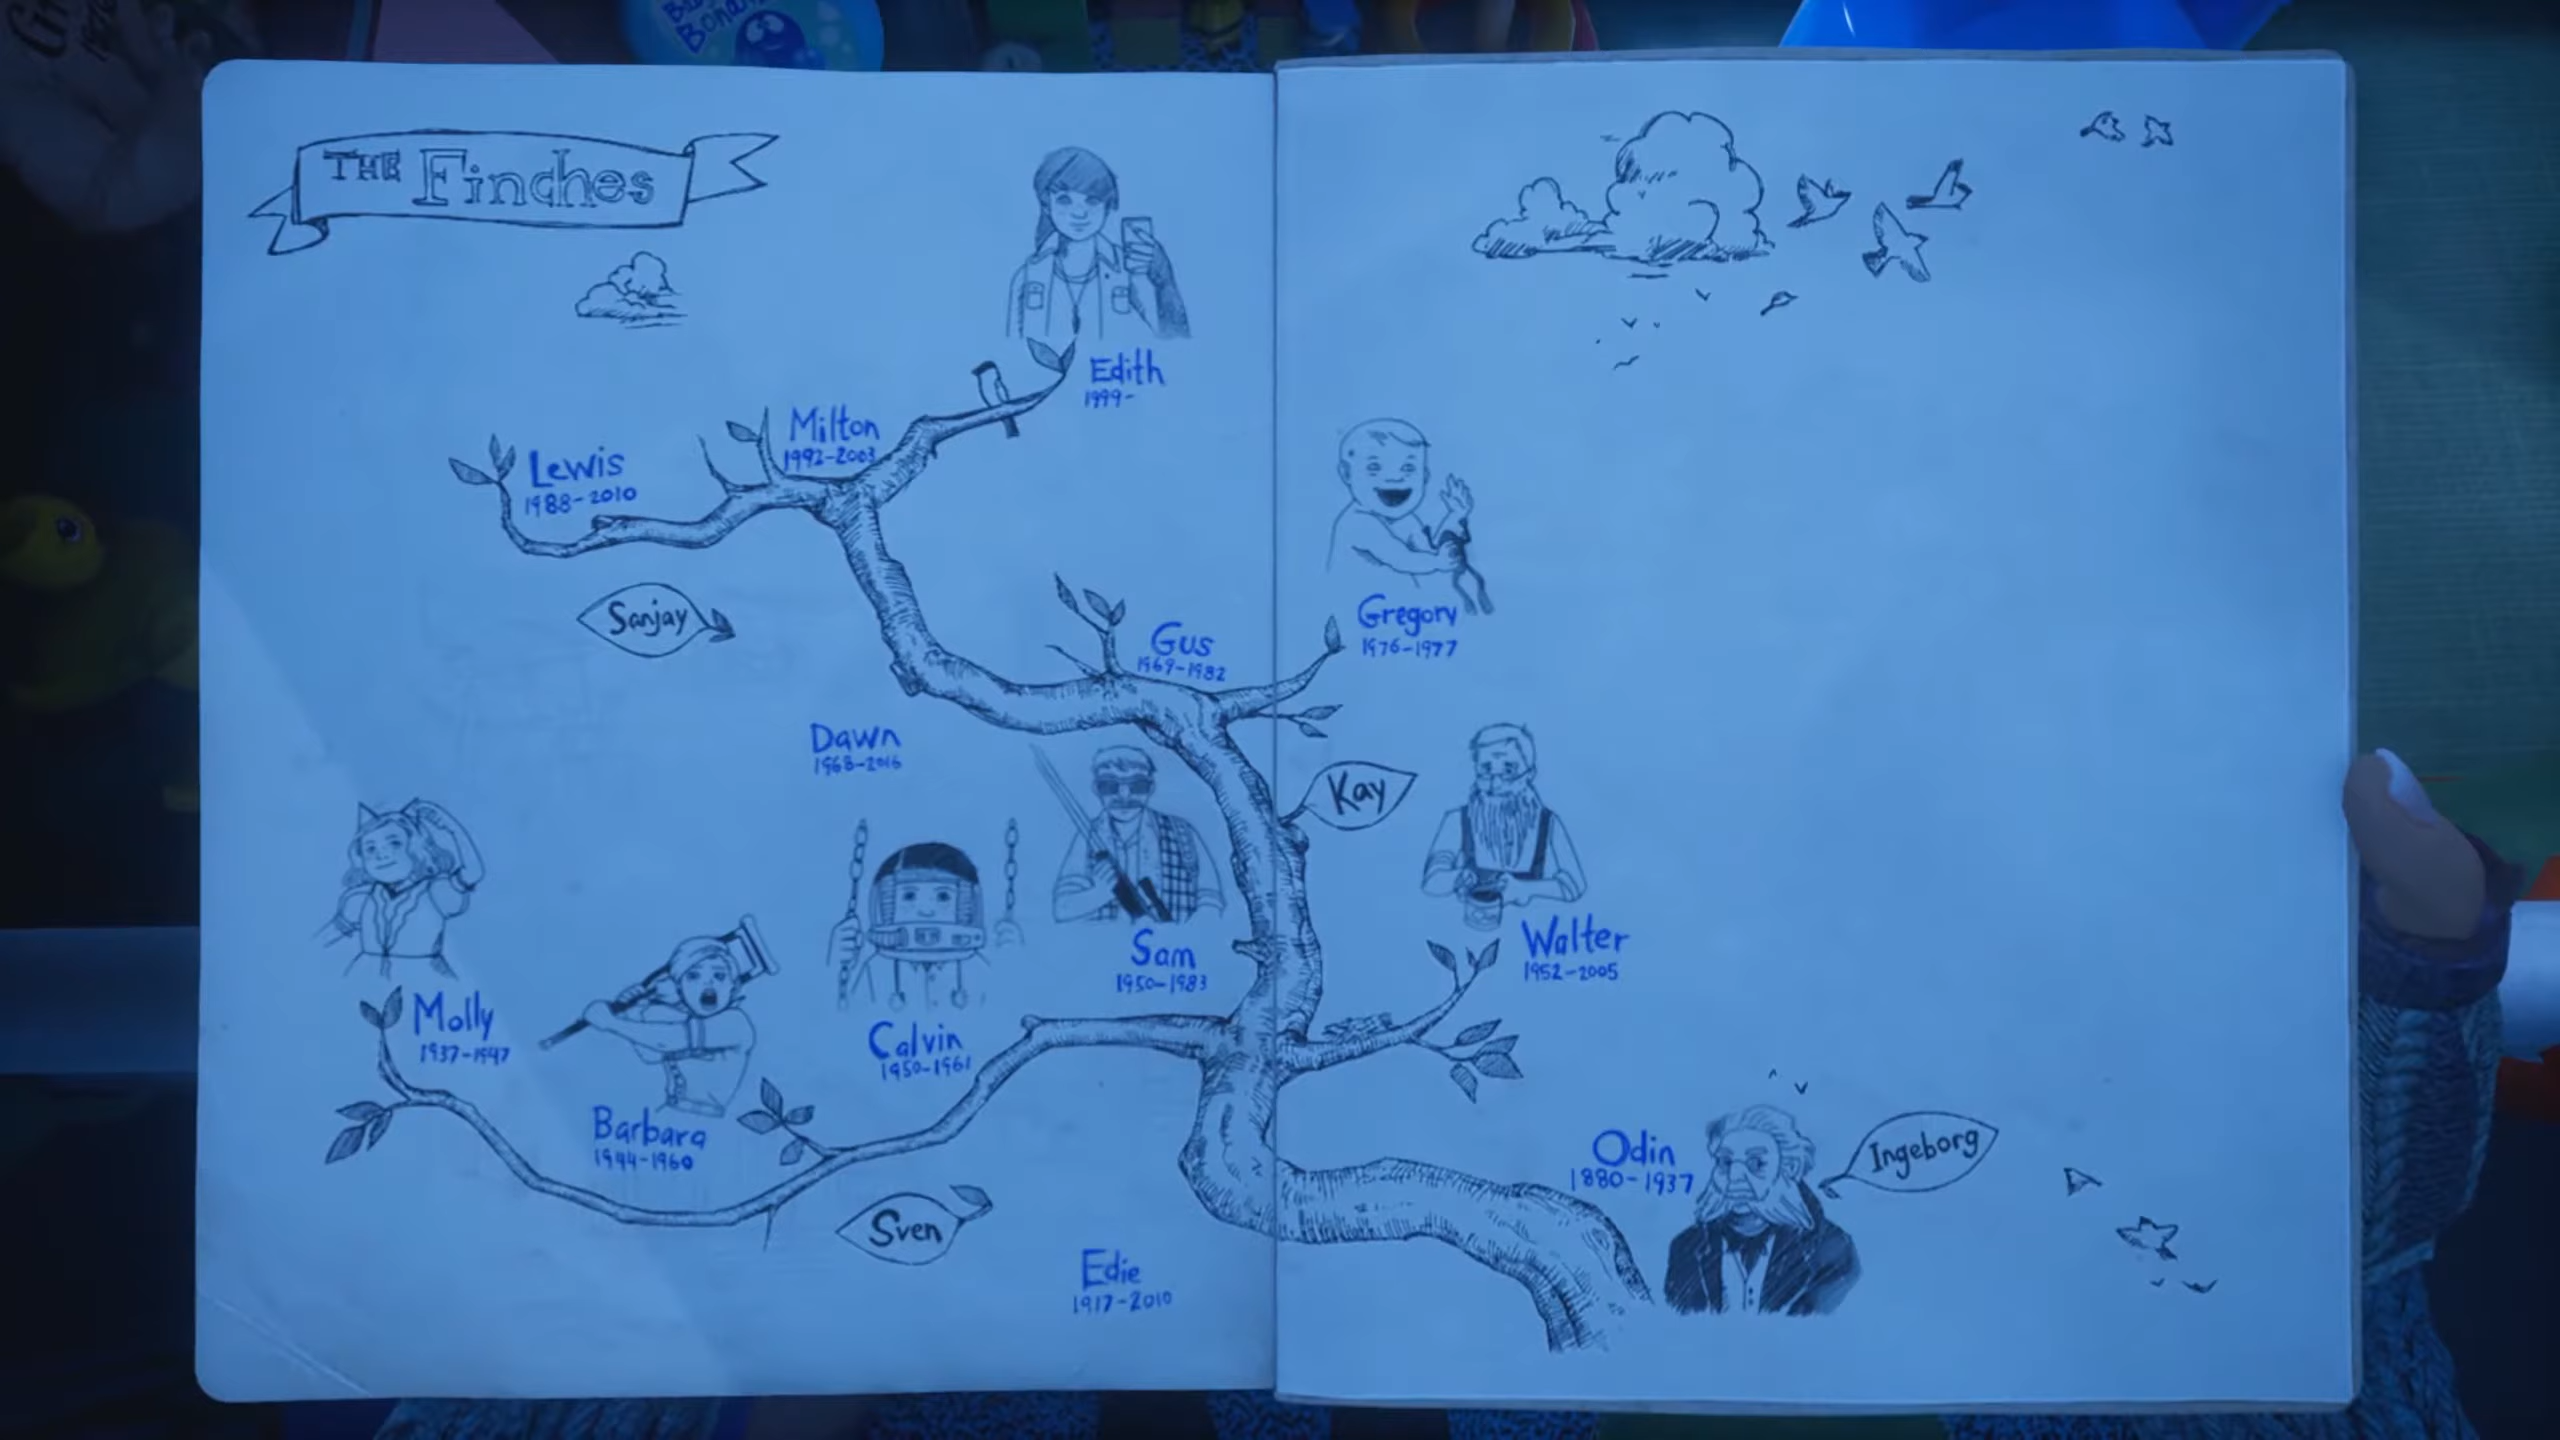 THE Finches
Edith
1999-
Milton
1992-2003
Lewis
1988-2010
Sanjay
Gus
1969-1982
Gregory
1976-1977
Dawn
1968-2016
Kay
Sam
1950-1983
Walter
1952-2005
Calvin
1950-1961
Molly
1937-1947
Barbara
1944-1960
Odin
1880-1937
Ingeborg
Sven
Edie
1917-2010